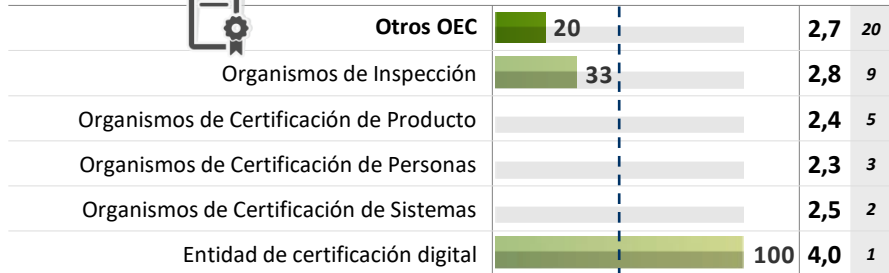 Otros OEC 20 2,7 20
Organismos de Inspección 33 2,8 9
Organismos de Certificación de Producto 2,4 5
Organismos de Certificación de Personas 2,3 3
Organismos de Certificación de Sistemas 2,5 2
Entidad de certificación digital 100 4,0 1